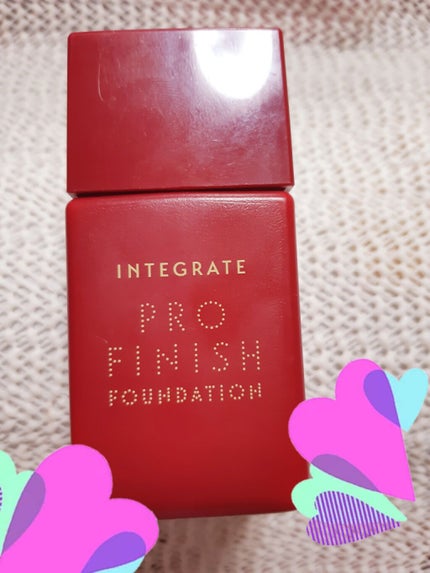 INTEGRATE
PRO
FINISH
FOUNDATION